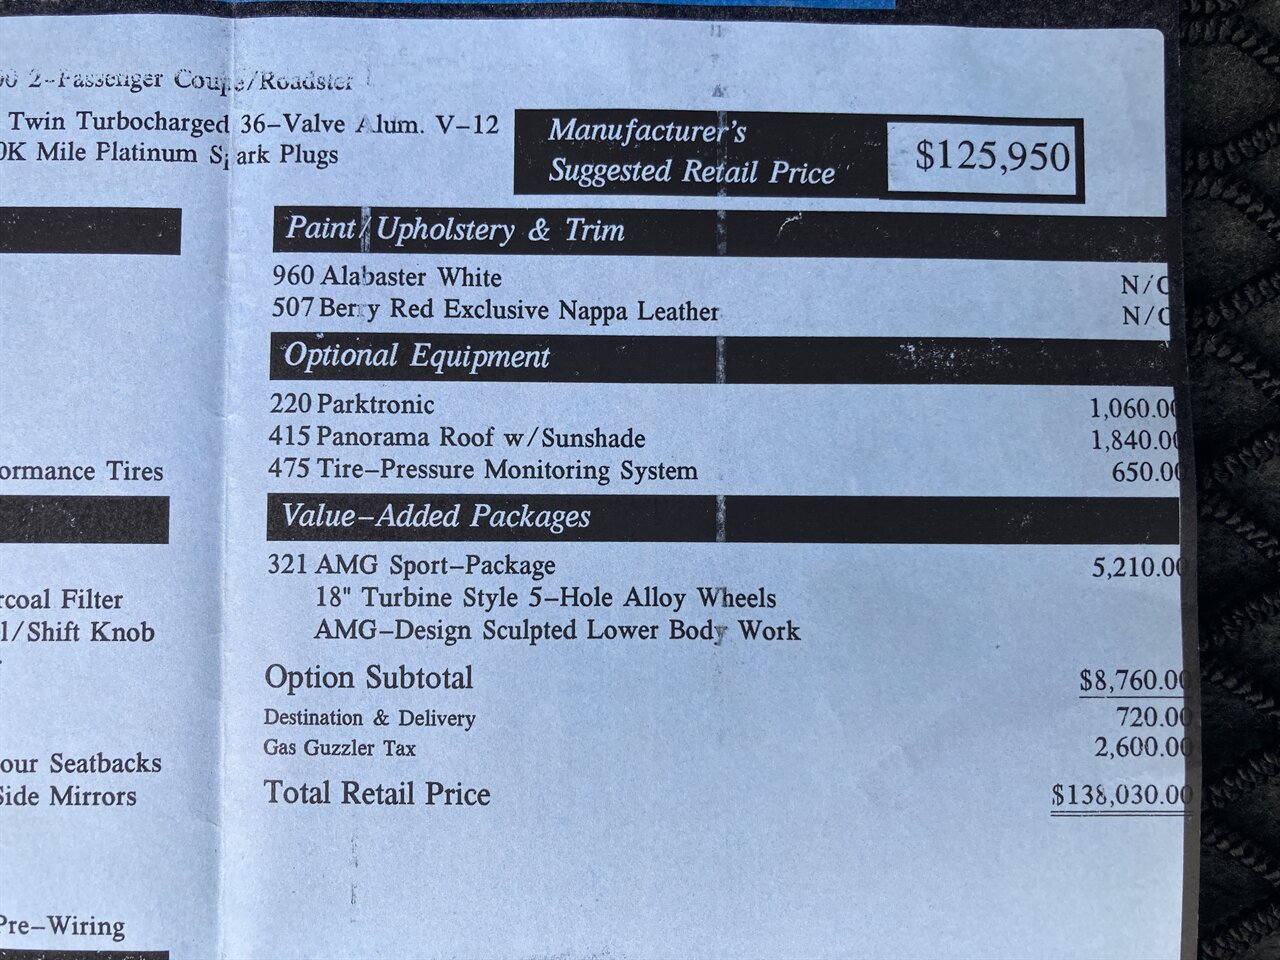 2-Passenger Coupe/Roadster
Twin Turbocharged 36-Valve Alum. V-12
0K Mile Platinum Spark Plugs
Manufacturer's
Suggested Retail Price
$125,950
Paint/Upholstery & Trim
960 Alabaster White N/C
507 Berry Red Exclusive Nappa Leather N/C
Optional Equipment
220 Parktronic 1,060.00
415 Panorama Roof w/Sunshade 1,840.00
475 Tire-Pressure Monitoring System 650.00
ormance Tires
Value-Added Packages
321 AMG Sport-Package 5,210.00
18" Turbine Style 5-Hole Alloy Wheels
rcoal Filter
AMG-Design Sculpted Lower Body Work
l/Shift Knob
Option Subtotal $8,760.00
Destination & Delivery 720.00
Gas Guzzler Tax 2,600.00
our Seatbacks
Side Mirrors
Total Retail Price $138,030.00
Pre-Wiring